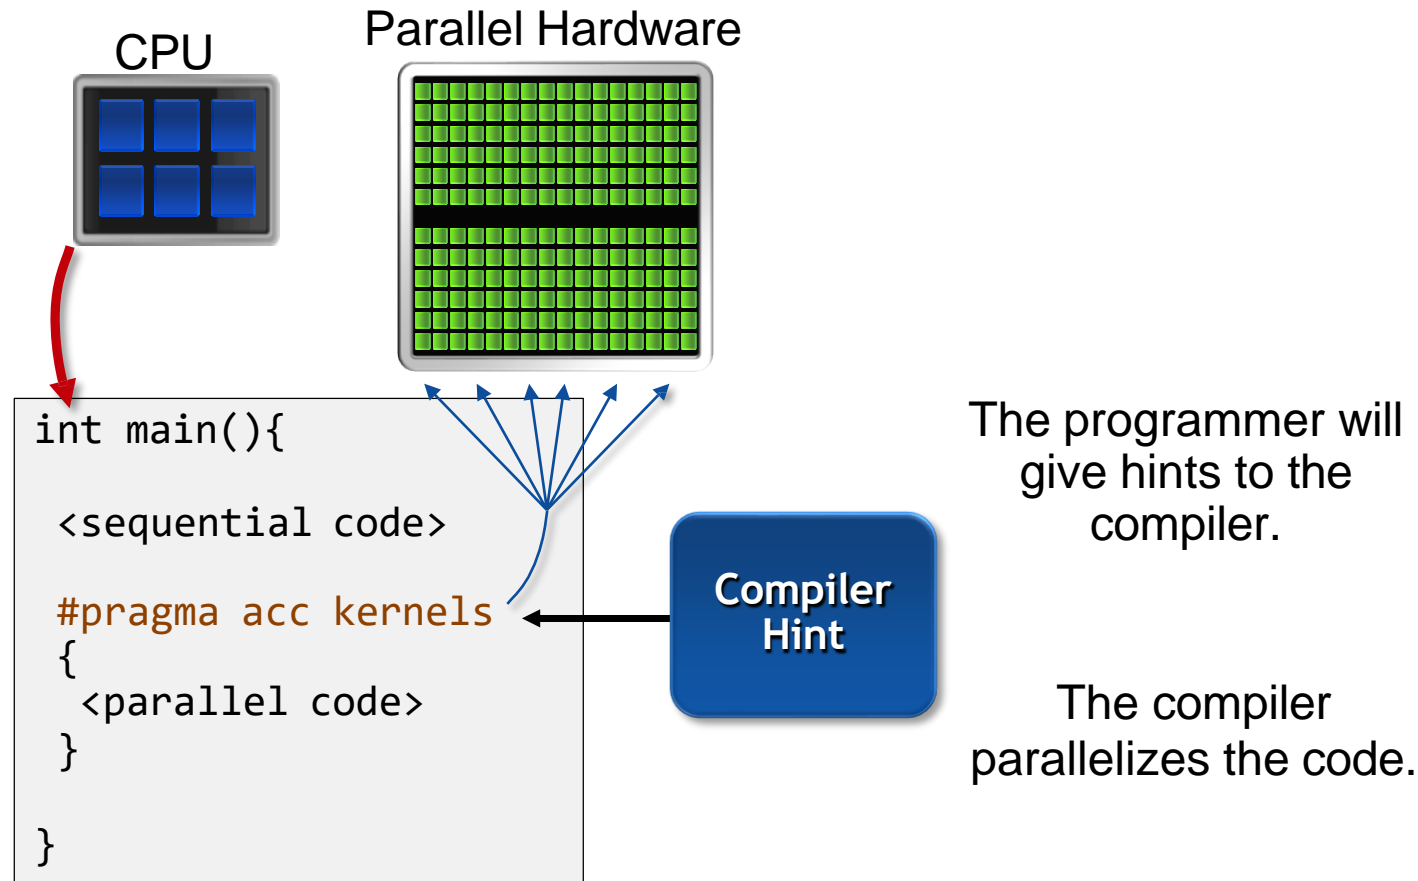 CPU
Parallel Hardware
int main(){
<sequential code>
#pragma acc kernels
{
<parallel code>
}
}
Compiler
Hint
The programmer will
give hints to the
compiler.
The compiler
parallelizes the code.